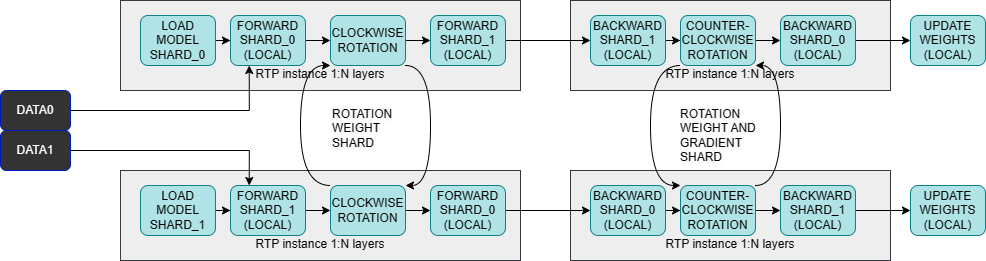 LOAD
MODEL
SHARD_0
FORWARD
SHARD_0
(LOCAL)
CLOCKWISE
ROTATION
FORWARD
SHARD_1
(LOCAL)
RTP instance 1:N layers
BACKWARD
SHARD_1
(LOCAL)
COUNTER-
CLOCKWISE
ROTATION
BACKWARD
SHARD_0
(LOCAL)
RTP instance 1:N layers
UPDATE
WEIGHTS
(LOCAL)
DATA0
DATA1
ROTATION
WEIGHT
SHARD
ROTATION
WEIGHT AND
GRADIENT
SHARD
LOAD
MODEL
SHARD_1
FORWARD
SHARD_1
(LOCAL)
CLOCKWISE
ROTATION
FORWARD
SHARD_0
(LOCAL)
RTP instance 1:N layers
BACKWARD
SHARD_0
(LOCAL)
COUNTER-
CLOCKWISE
ROTATION
BACKWARD
SHARD_1
(LOCAL)
RTP instance 1:N layers
UPDATE
WEIGHTS
(LOCAL)